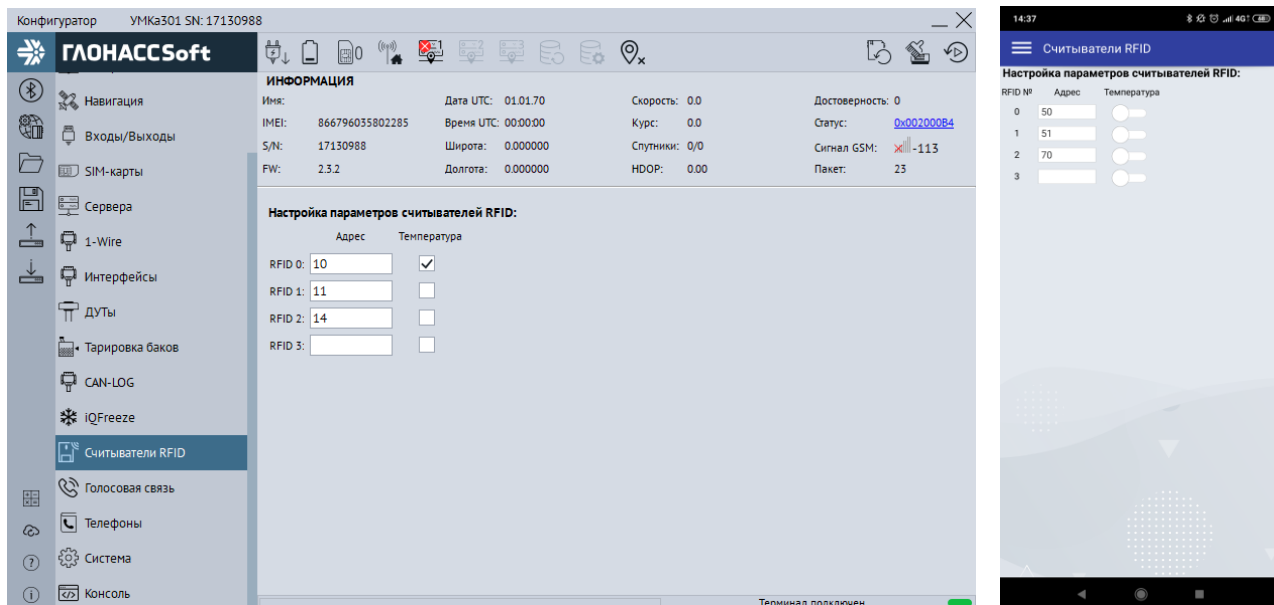 Конфигуратор УМКа301 SN: 17130988
ГЛОНАССSoft
0
Навигация
Входы/Выходы
SIM-карты
Сервера
1-Wire
Интерфейсы
ДУТы
Тарировка баков
CAN-LOG
iQFreeze
Считыватели RFID
Голосовая связь
Телефоны
Система
Консоль
ИНФОРМАЦИЯ
Имя: Дата UTC: 01.01.70 Скорость: 0.0 Достоверность: 0
IMEI: 866796035802285 Время UTC: 00:00:00 Курс: 0.0 Статус: 0x002000B4
S/N: 17130988 Широта: 0.000000 Спутники: 0/0 Сигнал GSM: -113
FW: 2.3.2 Долгота: 0.000000 HDOP: 0.00 Пакет: 23
Настройка параметров считывателей RFID:
Адрес Температура
RFID 0: 10
RFID 1: 11
RFID 2: 14
RFID 3:
Терминал подключен
14:37 4G 48
Считыватели RFID
Настройка параметров считывателей RFID:
RFID № Адрес Температура
0 50
1 51
2 70
3